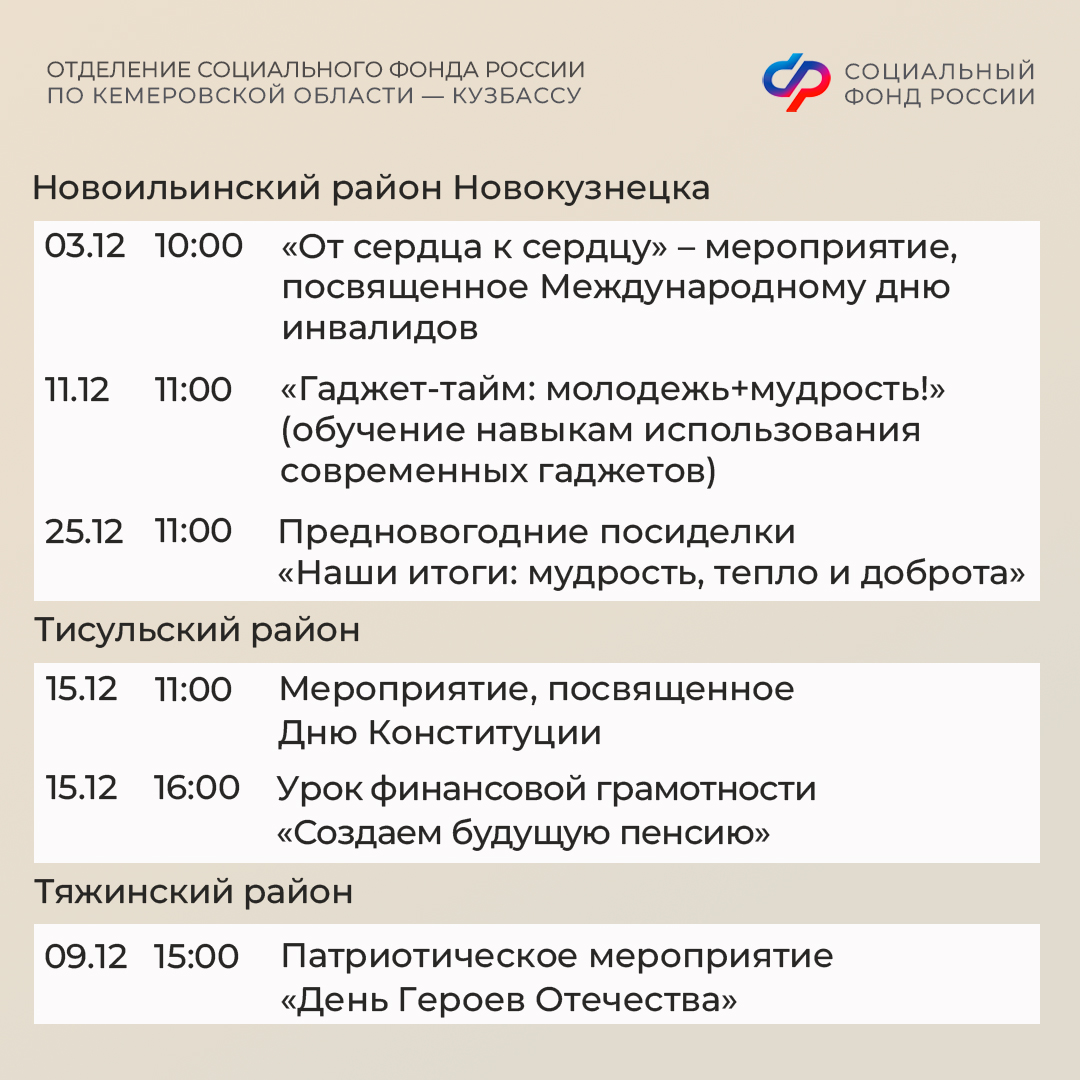 ОТДЕЛЕНИЕ СОЦИАЛЬНОГО ФОНДА РОССИИ
ПО КЕМЕРОВСКОЙ ОБЛАСТИ — КУЗБАССУ
СОЦИАЛЬНЫЙ
ФОНД РОССИИ
Новоильинский район Новокузнецка
03.12 10:00 «От сердца к сердцу» – мероприятие,
посвященное Международному дню
инвалидов
11.12 11:00 «Гаджет-тайм: молодежь+мудрость!»
(обучение навыкам использования
современных гаджетов)
25.12 11:00 Предновогодние посиделки
«Наши итоги: мудрость, тепло и доброта»
Тисульский район
15.12 11:00 Мероприятие, посвященное
Дню Конституции
15.12 16:00 Урок финансовой грамотности
«Создаем будущую пенсию»
Тяжинский район
09.12 15:00 Патриотическое мероприятие
«День Героев Отечества»